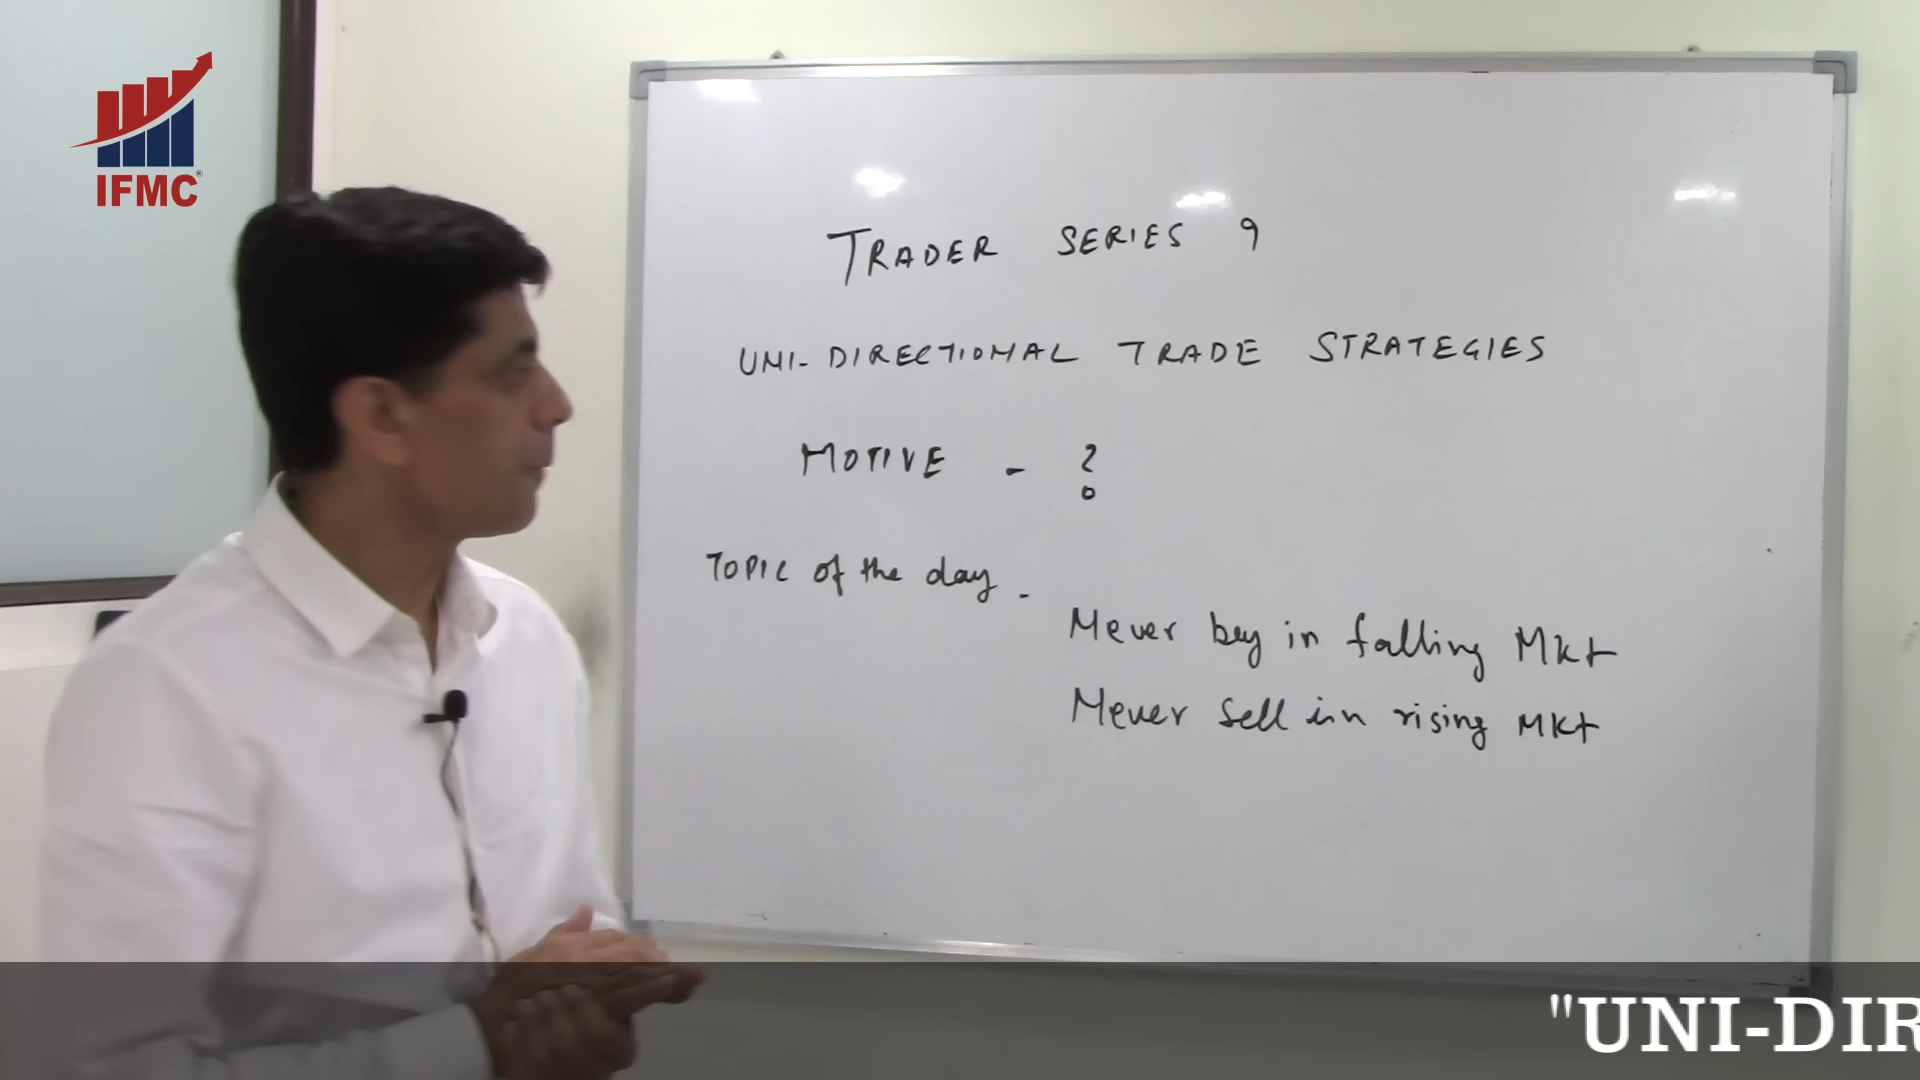 IFMC®
TRADER SERIES 9
UNI-DIRECTIONAL TRADE STRATEGIES
MOTIVE - ?
TOPIC of the day -
Never buy in falling Mkt
Never sell in rising Mkt
"UNI-DIR